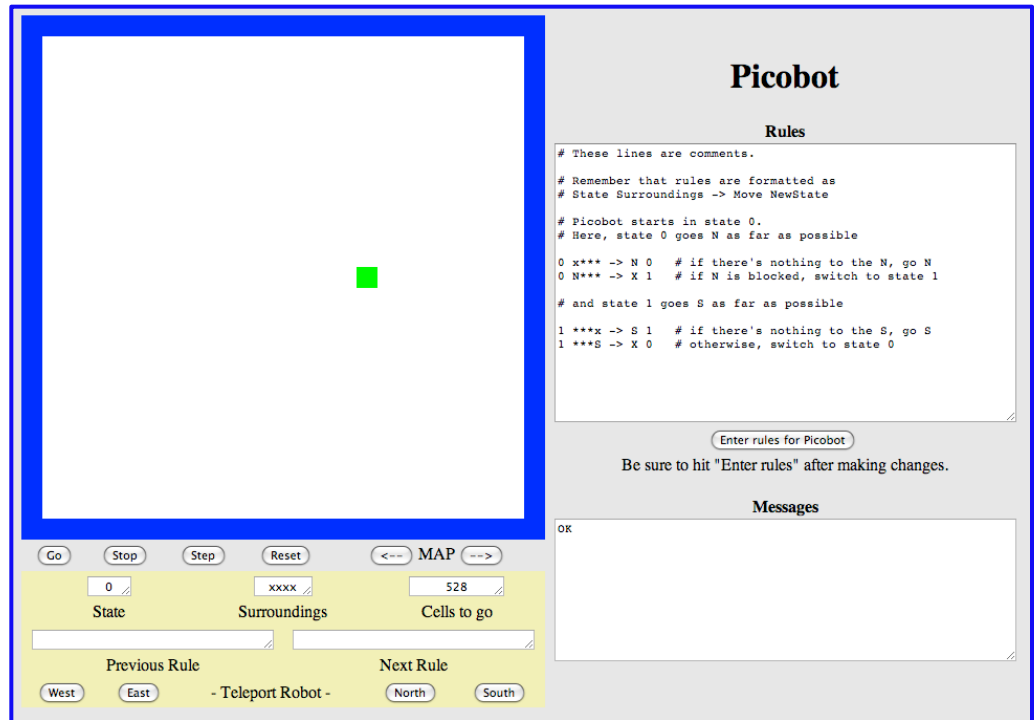 Picobot
Rules
# These lines are comments.
# Remember that rules are formatted as
# State Surroundings -> Move NewState
# Picobot starts in state 0.
# Here, state 0 goes N as far as possible
0 x*** -> N 0   # if there's nothing to the N, go N
0 N*** -> X 1   # if N is blocked, switch to state 1
# and state 1 goes S as far as possible
1 ***x -> S 1   # if there's nothing to the S, go S
1 ***S -> X 0   # otherwise, switch to state 0
Enter rules for Picobot
Be sure to hit "Enter rules" after making changes.
Messages
OK
Go Stop Step Reset <-- MAP -->
0 xxxx 528
State Surroundings Cells to go
Previous Rule Next Rule
West East - Teleport Robot - North South